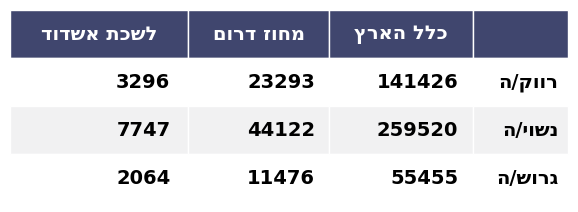 כלל הארץ מחוז דרום לשכת אשדוד
רווק/ה 141426 23293 3296
נשוי/ה 259520 44122 7747
גרוש/ה 55455 11476 2064